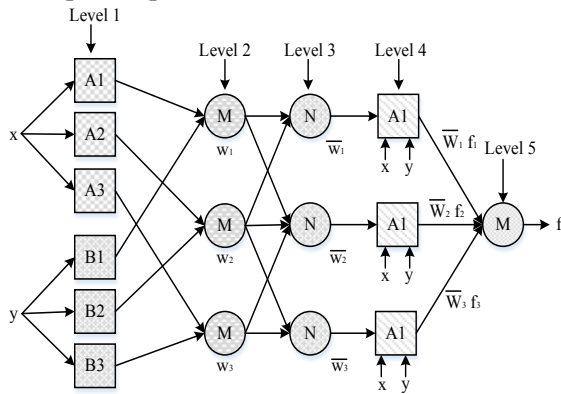 Level 1
Level 2
Level 3
Level 4
Level 5
x
A1
A2
A3
y
B1
B2
B3
M
w₁
M
w₂
M
w₃
N
w̅₁
N
w̅₂
N
w̅₃
A1
x y
A1
x y
A1
x y
W̅₁ f₁
W̅₂ f₂
W̅₃ f₃
M
f